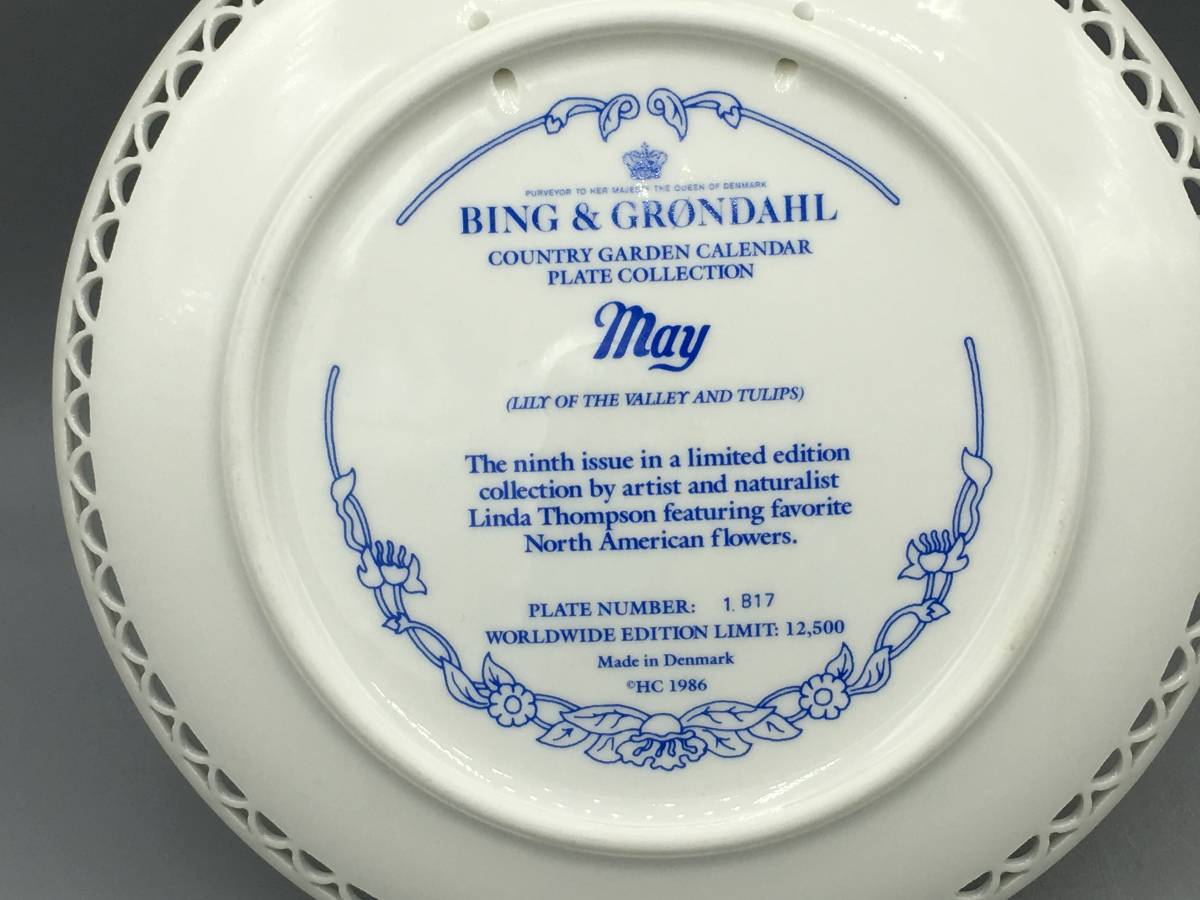 PURVEYOR TO HER MAJESTY THE QUEEN OF DENMARK
BING & GRØNDAHL
COUNTRY GARDEN CALENDAR
PLATE COLLECTION
May
(LILY OF THE VALLEY AND TULIPS)
The ninth issue in a limited edition
collection by artist and naturalist
Linda Thompson featuring favorite
North American flowers.
PLATE NUMBER: 1.817
WORLDWIDE EDITION LIMIT: 12,500
Made in Denmark
©HC 1986